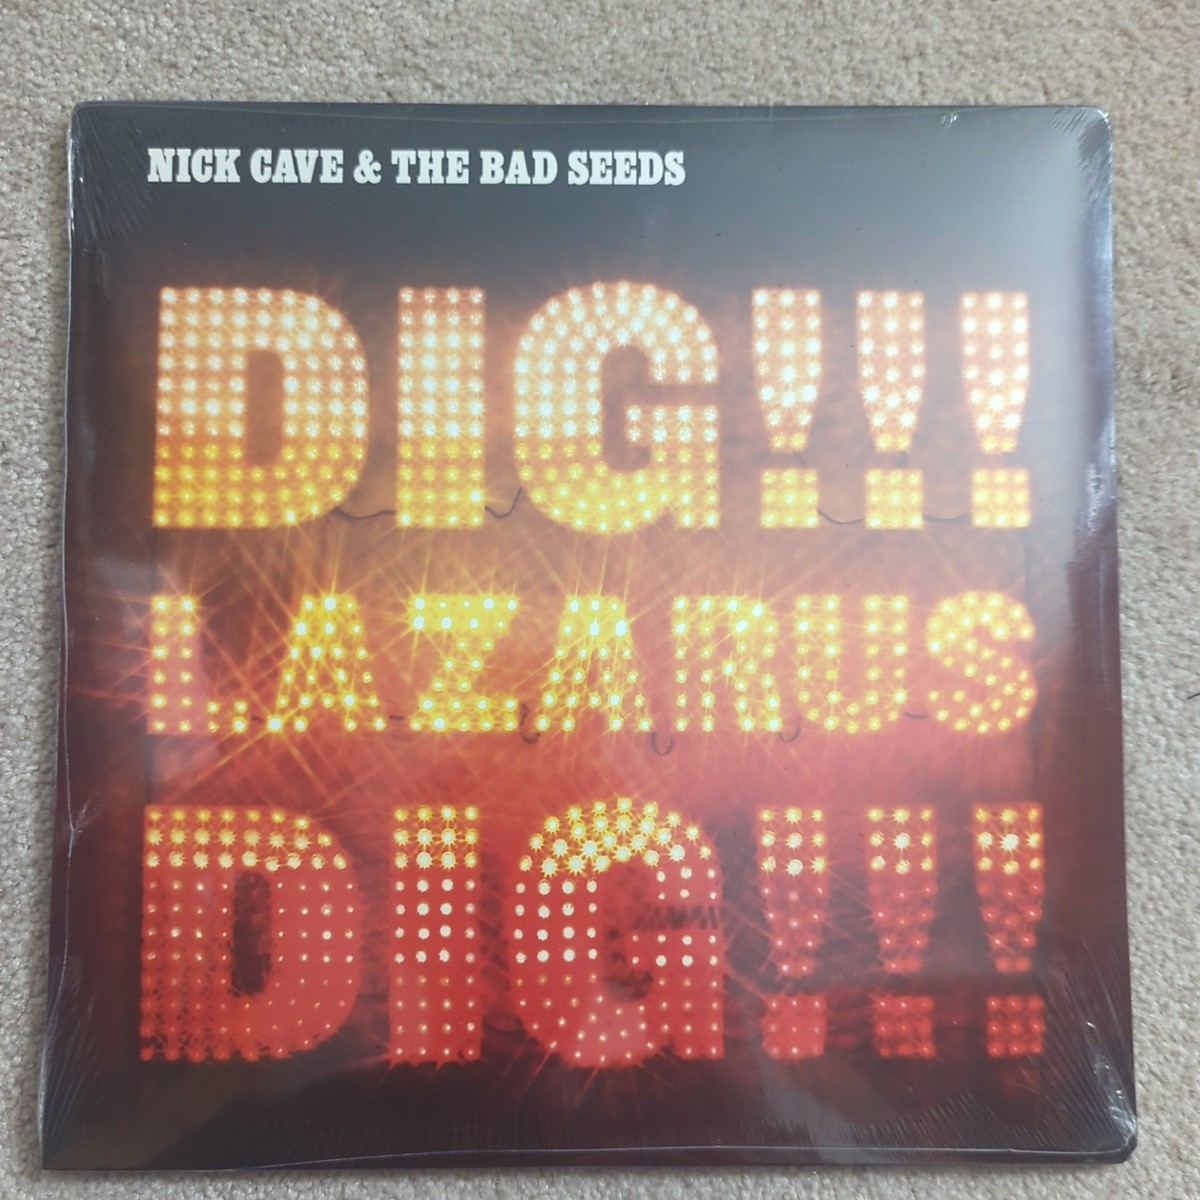 NICK CAVE & THE BAD SEEDS
DIG!!!
LAZARUS
DIG!!!